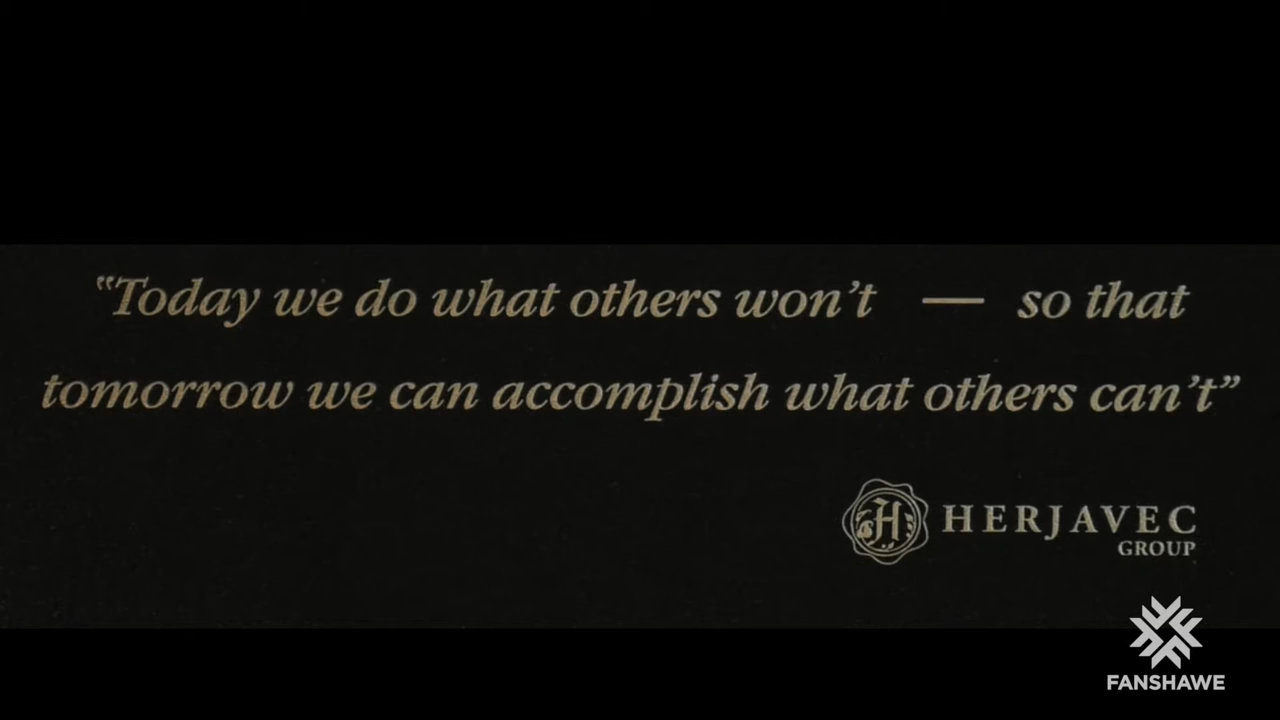 “Today we do what others won’t — so that
tomorrow we can accomplish what others can’t”
H
HERJAVEC
GROUP
FANSHAWE